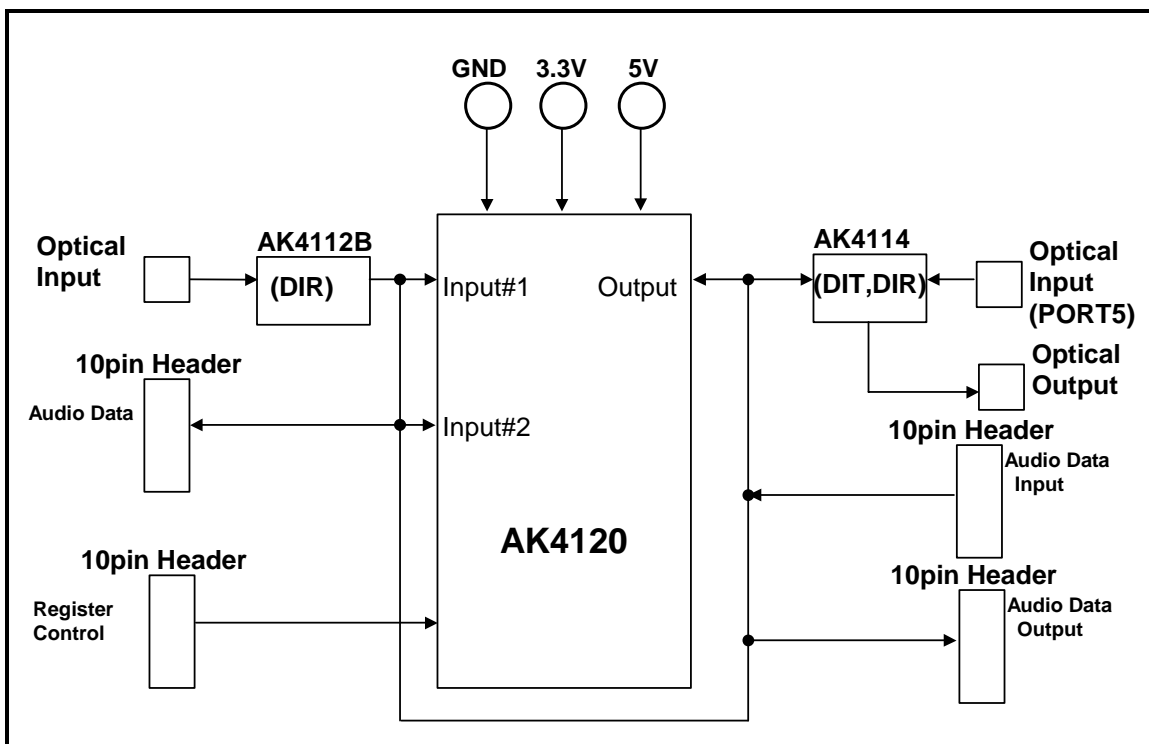 GND 3.3V 5V
Optical
Input
AK4112B
(DIR)
Input#1
Output
AK4114
(DIT,DIR)
Optical
Input
(PORT5)
Optical
Output
10pin Header
Audio Data
Input#2
10pin Header
Audio Data
Input
AK4120
10pin Header
Register
Control
10pin Header
Audio Data
Output